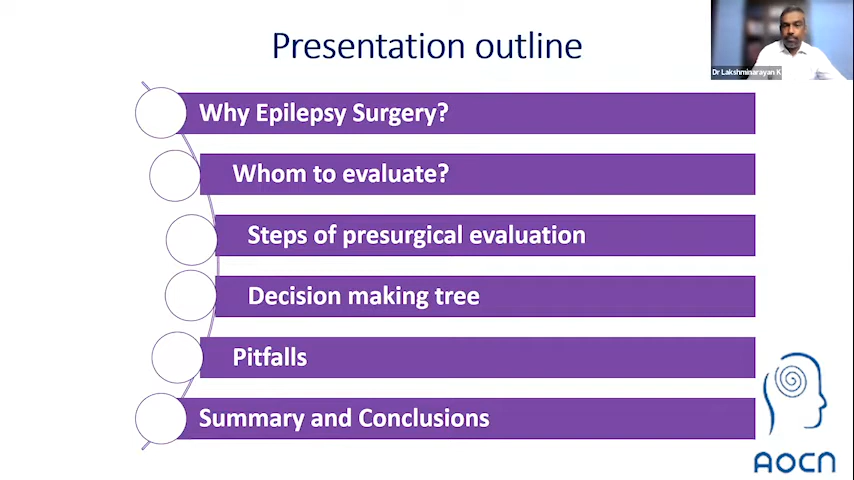 Presentation outline
Dr Lakshminarayan K
Why Epilepsy Surgery?
Whom to evaluate?
Steps of presurgical evaluation
Decision making tree
Pitfalls
Summary and Conclusions
AOCN